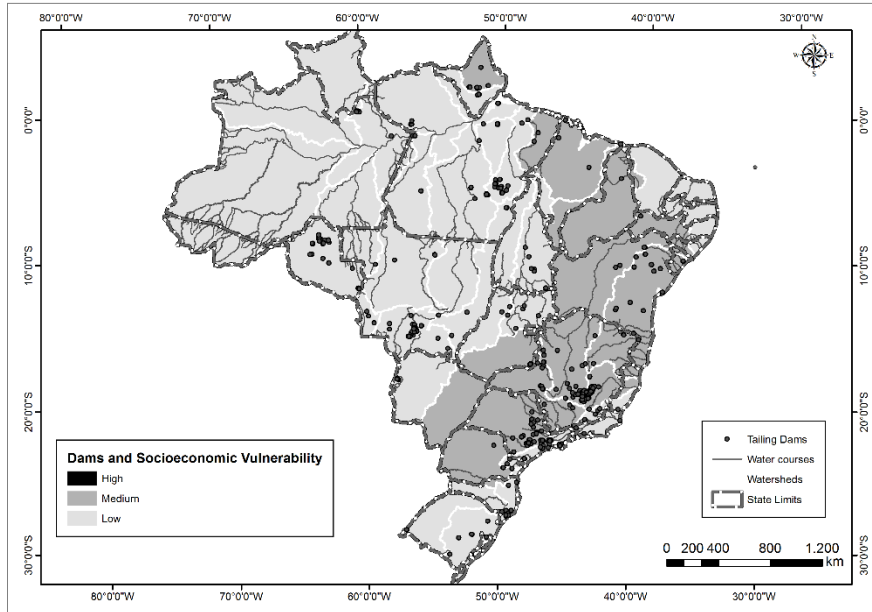 80°0'0"W 60°0'0"W 50°0'0"W 40°0'0"W 30°0'0"W
N
W E
S
0°0'0" 0°0'0"
10°0'0"S 10°0'0"S
20°0'0"S 20°0'0"S
30°0'0"S 30°0'0"S
Dams and Socioeconomic Vulnerability
High
Medium
Low
Tailing Dams
Water courses
Watersheds
State Limits
0 200 400 800 1.200
km
80°0'0"W 70°0'0"W 60°0'0"W 50°0'0"W 40°0'0"W 30°0'0"W